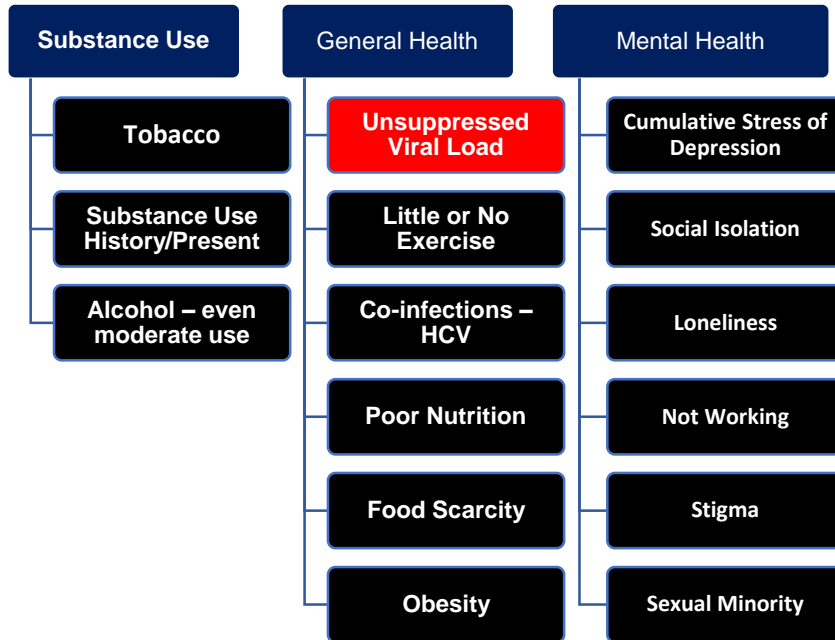 Substance Use
Tobacco
Substance Use
History/Present
Alcohol – even
moderate use
General Health
Unsuppressed
Viral Load
Little or No
Exercise
Co-infections –
HCV
Poor Nutrition
Food Scarcity
Obesity
Mental Health
Cumulative Stress of
Depression
Social Isolation
Loneliness
Not Working
Stigma
Sexual Minority